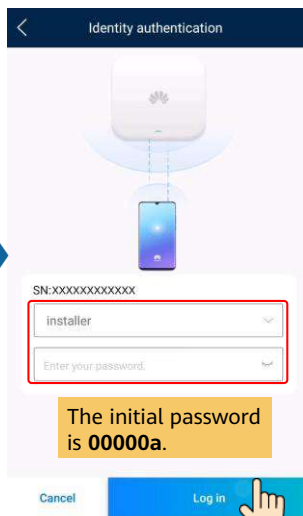 Identity authentication
SN:XXXXXXXXXXXX
installer
Enter your password.
The initial password
is 00000a.
Cancel
Log in